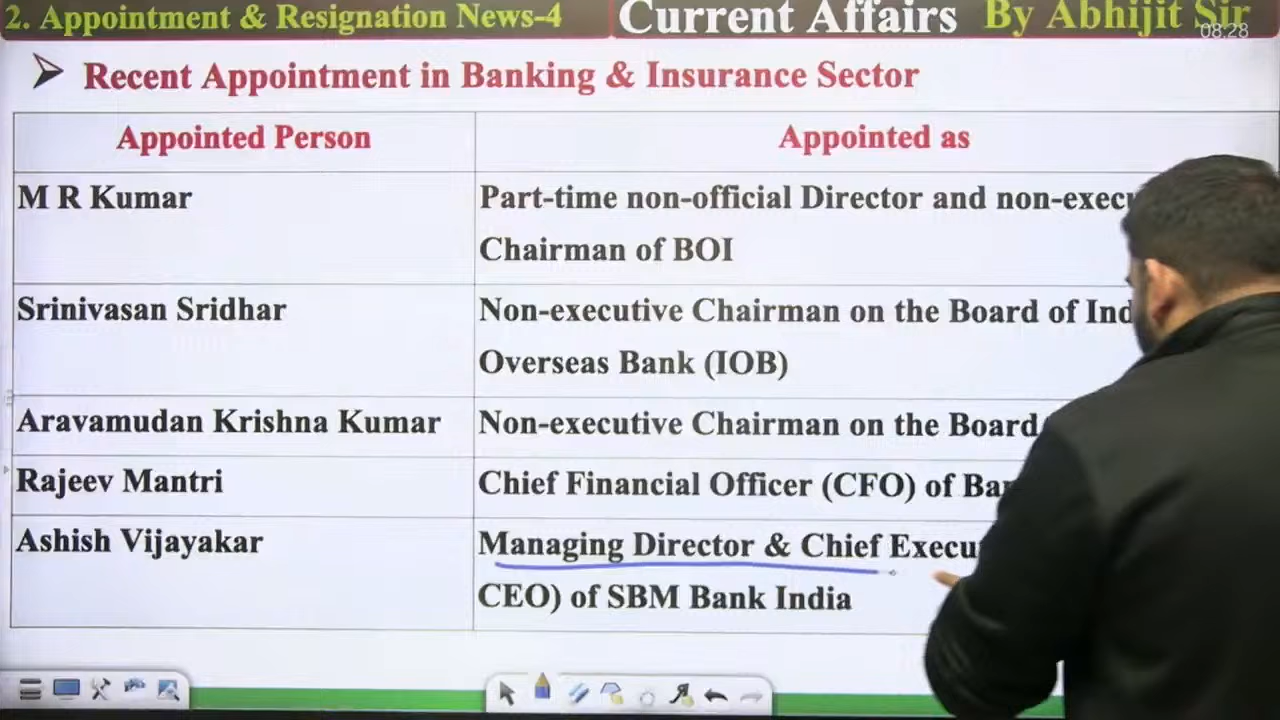 2. Appointment & Resignation News-4
Current Affairs
By Abhijit Sir
08:28
Recent Appointment in Banking & Insurance Sector
Appointed Person
Appointed as
M R Kumar
Part-time non-official Director and non-execu
Chairman of BOI
Srinivasan Sridhar
Non-executive Chairman on the Board of Ind
Overseas Bank (IOB)
Aravamudan Krishna Kumar
Non-executive Chairman on the Board
Rajeev Mantri
Chief Financial Officer (CFO) of Ban
Ashish Vijayakar
Managing Director & Chief Execu
CEO) of SBM Bank India